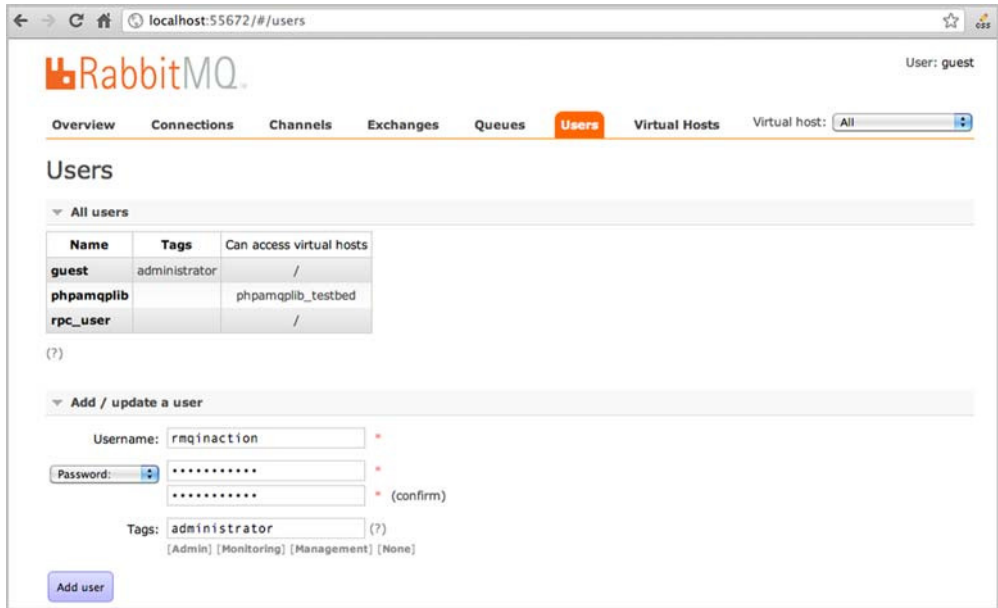 localhost:55672/#/users
css
RabbitMQ
User: guest
Overview Connections Channels Exchanges Queues Users Virtual Hosts Virtual host: All
Users
All users
Name Tags Can access virtual hosts
guest administrator /
phpamqplib phpamqplib_testbed
rpc_user /
(?)
Add / update a user
Username: rmqinaction *
Password: ••••••••••• *
••••••••••• * (confirm)
Tags: administrator (?)
[Admin] [Monitoring] [Management] [None]
Add user